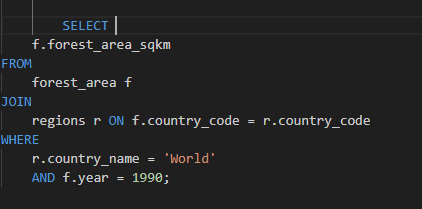 SELECT
f.forest_area_sqkm
FROM
forest_area f
JOIN
regions r ON f.country_code = r.country_code
WHERE
r.country_name = 'World'
AND f.year = 1990;